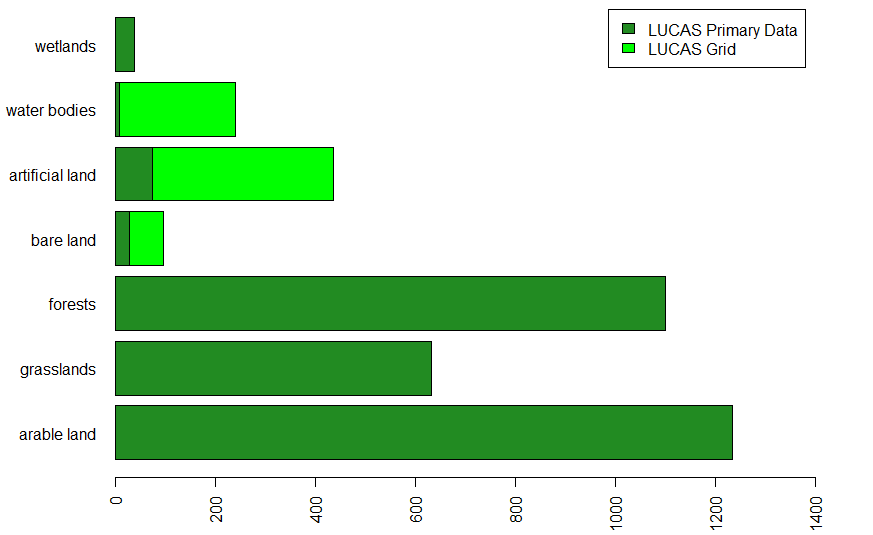 LUCAS Primary Data
LUCAS Grid
wetlands
water bodies
artificial land
bare land
forests
grasslands
arable land
0
200
400
600
800
1000
1200
1400